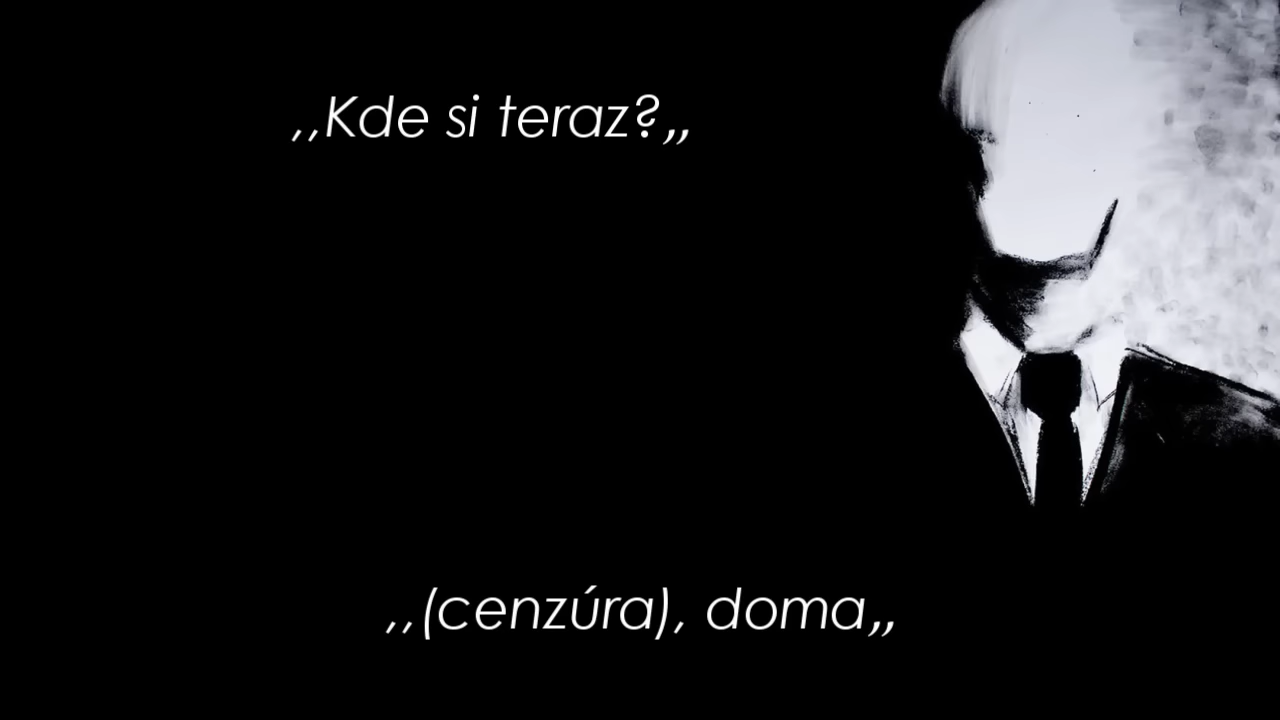 ,,Kde si teraz?,,
,,(cenzúra), doma,,